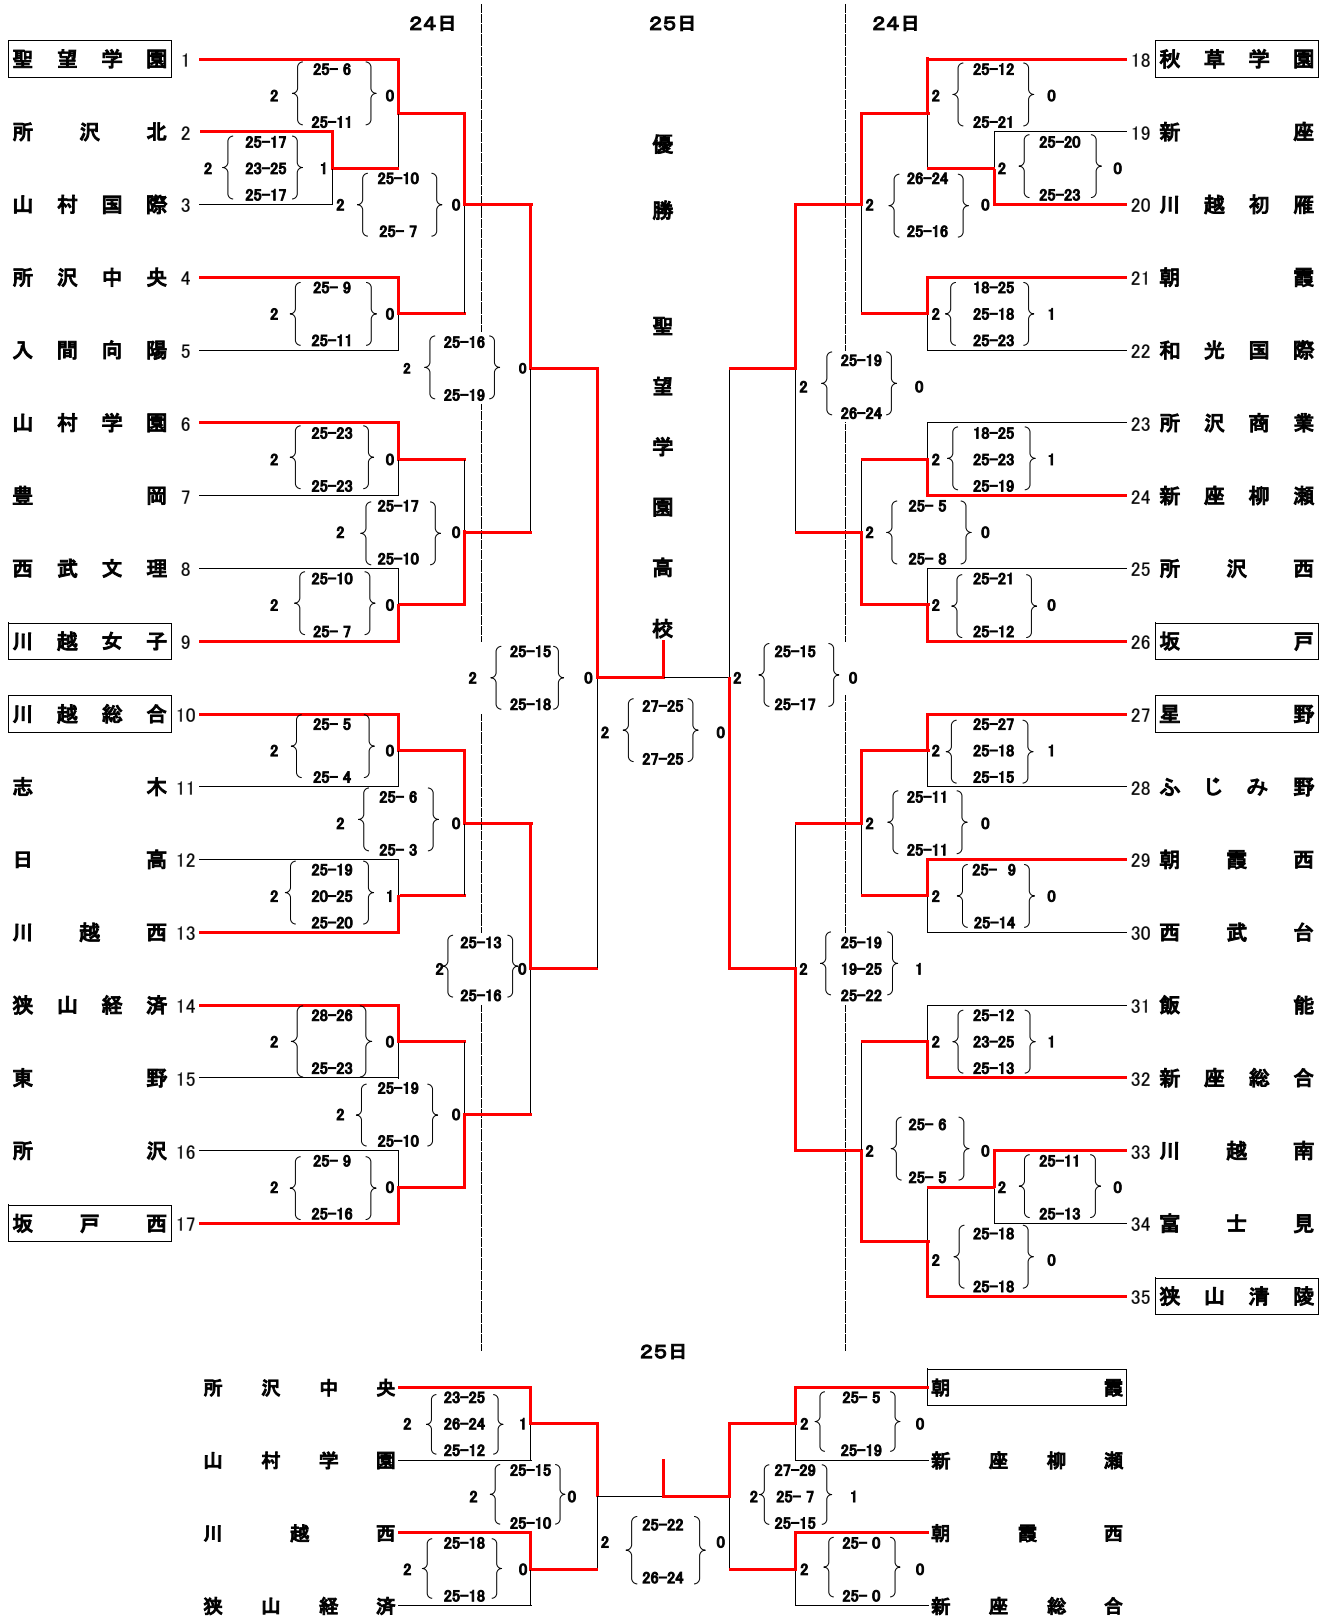 24日 25日 24日
聖望学園 1
所沢北 2
山村国際 3
所沢中央 4
入間向陽 5
山村学園 6
豊岡 7
西武文理 8
川越女子 9
川越総合 10
志木 11
日高 12
川越西 13
狭山経済 14
東野 15
所沢 16
坂戸西 17
2 25-6 25-11 0
2 25-17 23-25 25-17 1
2 25-10 25-7 0
2 25-9 25-11 0
2 25-16 25-19 0
2 25-23 25-23 0
2 25-17 25-10 0
2 25-10 25-7 0
2 25-15 25-18 0
2 25-5 25-4 0
2 25-6 25-3 0
2 25-19 20-25 25-20 1
2 25-13 25-16 0
2 28-26 25-23 0
2 25-19 25-10 0
2 25-9 25-16 0
優勝 聖望学園高校
2 27-25 27-25 0
18 秋草学園
19 新座
20 川越初雁
21 朝霞
22 和光国際
23 所沢商業
24 新座柳瀬
25 所沢西
26 坂戸
27 星野
28 ふじみ野
29 朝霞西
30 西武台
31 飯能
32 新座総合
33 川越南
34 富士見
35 狭山清陵
2 25-12 25-21 0
2 25-20 25-23 0
2 26-24 25-16 0
2 18-25 25-18 25-23 1
2 25-19 26-24 0
2 18-25 25-23 25-19 1
2 25-5 25-8 0
2 25-21 25-12 0
2 25-15 25-17 0
2 25-27 25-18 25-15 1
2 25-11 25-11 0
2 25-9 25-14 0
2 25-19 19-25 25-22 1
2 25-12 23-25 25-13 1
2 25-6 25-5 0
2 25-11 25-13 0
2 25-18 25-18 0
25日
所沢中央
山村学園
川越西
狭山経済
2 23-25 26-24 25-12 1
2 25-15 25-10 0
2 25-18 25-18 0
2 25-22 26-24 0
朝霞
新座柳瀬
朝霞西
新座総合
2 25-5 25-19 0
2 27-29 25-7 25-15 1
2 25-0 25-0 0